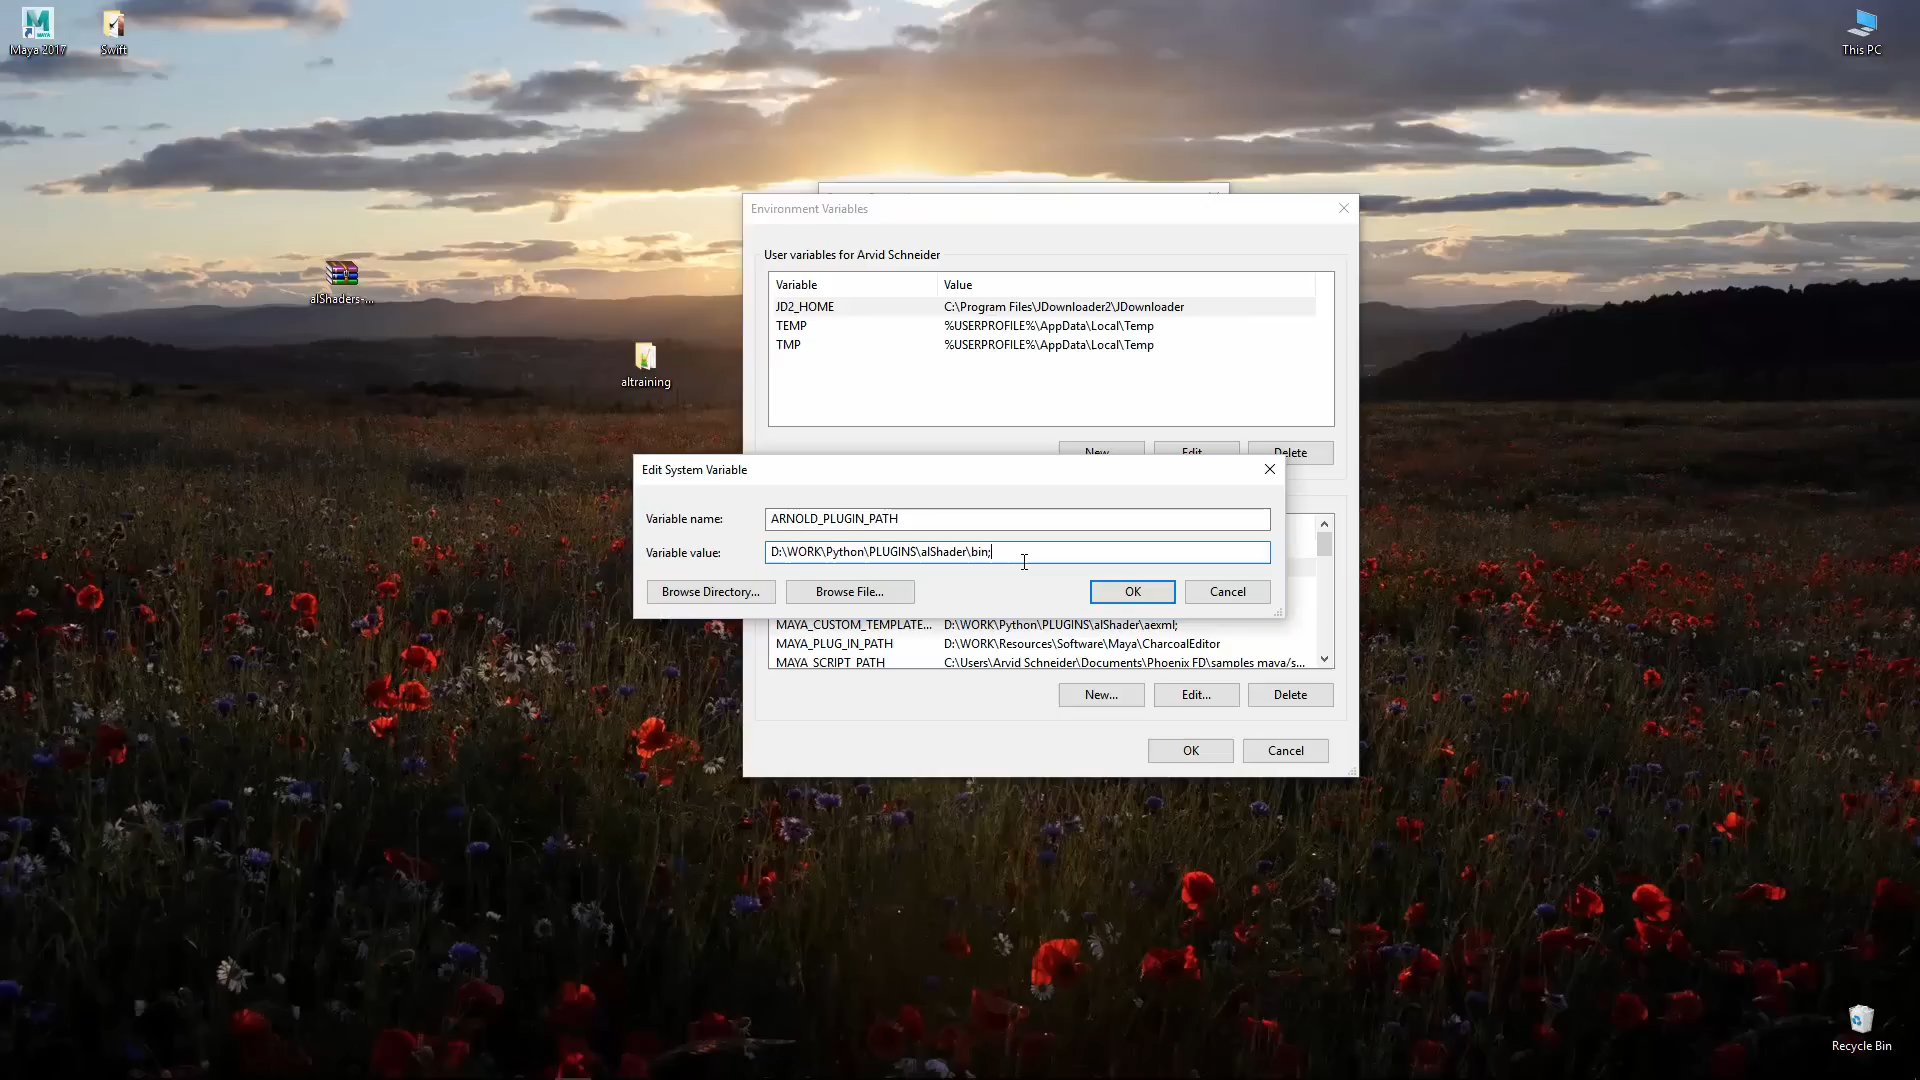 Maya 2017
Swift
This PC
alShaders-...
altraining
Environment Variables
User variables for Arvid Schneider
Variable Value
JD2_HOME C:\Program Files\JDownloader2\JDownloader
TEMP %USERPROFILE%\AppData\Local\Temp
TMP %USERPROFILE%\AppData\Local\Temp
New... Edit... Delete
Edit System Variable
Variable name: ARNOLD_PLUGIN_PATH
Variable value: D:\WORK\Python\PLUGINS\alShader\bin;
Browse Directory... Browse File... OK Cancel
MAYA_CUSTOM_TEMPLATE... D:\WORK\Python\PLUGINS\alShader\aexml;
MAYA_PLUG_IN_PATH D:\WORK\Resources\Software\Maya\CharcoalEditor
MAYA_SCRIPT_PATH C:\Users\Arvid Schneider\Documents\Phoenix FD\samples maya/s...
New... Edit... Delete
OK Cancel
Recycle Bin